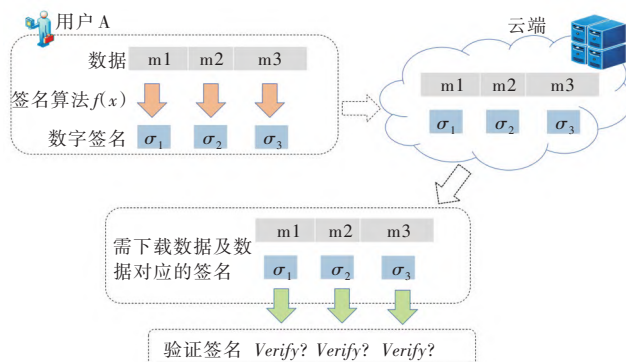 用户 A
云端
数据 m1 m2 m3
签名算法 f(x)
数字签名 σ₁ σ₂ σ₃
m1 m2 m3
σ₁ σ₂ σ₃
需下载数据及数
据对应的签名
m1 m2 m3
σ₁ σ₂ σ₃
验证签名 Verify? Verify? Verify?